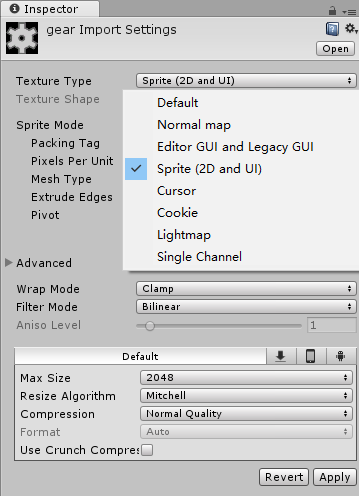 Inspector
gear Import Settings
Open
Texture Type Sprite (2D and UI)
Texture Shape
Default
Normal map
Editor GUI and Legacy GUI
Sprite (2D and UI)
Cursor
Cookie
Lightmap
Single Channel
Sprite Mode
Packing Tag
Pixels Per Unit
Mesh Type
Extrude Edges
Pivot
Advanced
Wrap Mode Clamp
Filter Mode Bilinear
Aniso Level 1
Default
Max Size 2048
Resize Algorithm Mitchell
Compression Normal Quality
Format Auto
Use Crunch Compres
Revert Apply